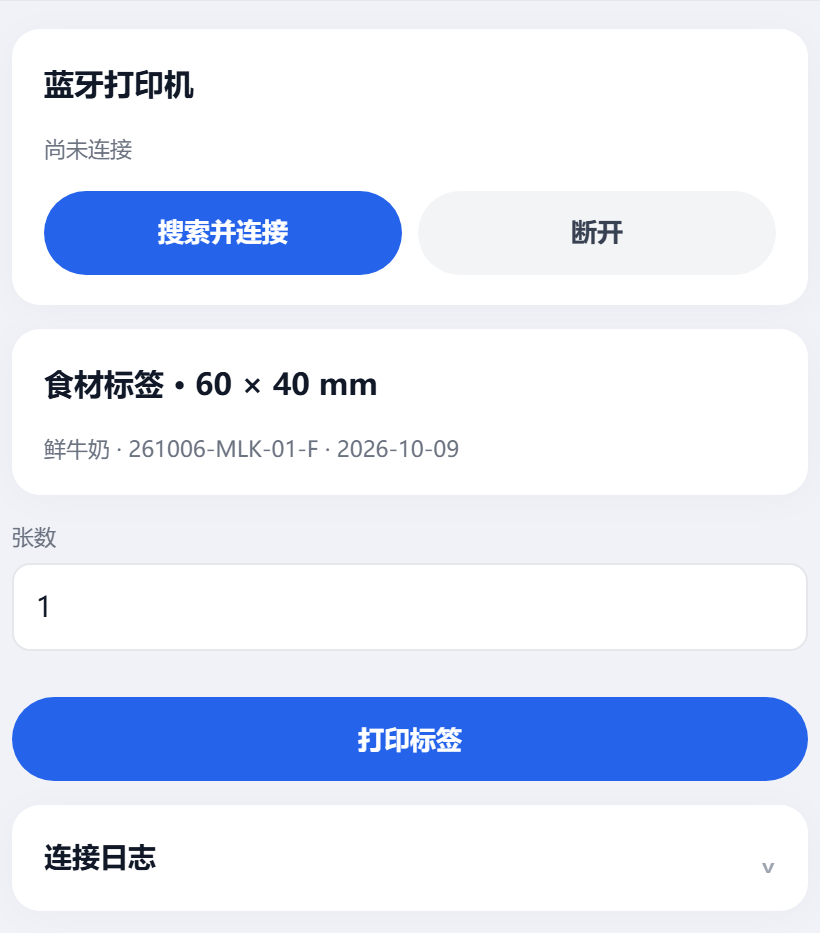 蓝牙打印机
尚未连接
搜索并连接
断开
食材标签 • 60 × 40 mm
鲜牛奶 · 261006-MLK-01-F · 2026-10-09
张数
1
打印标签
连接日志
v